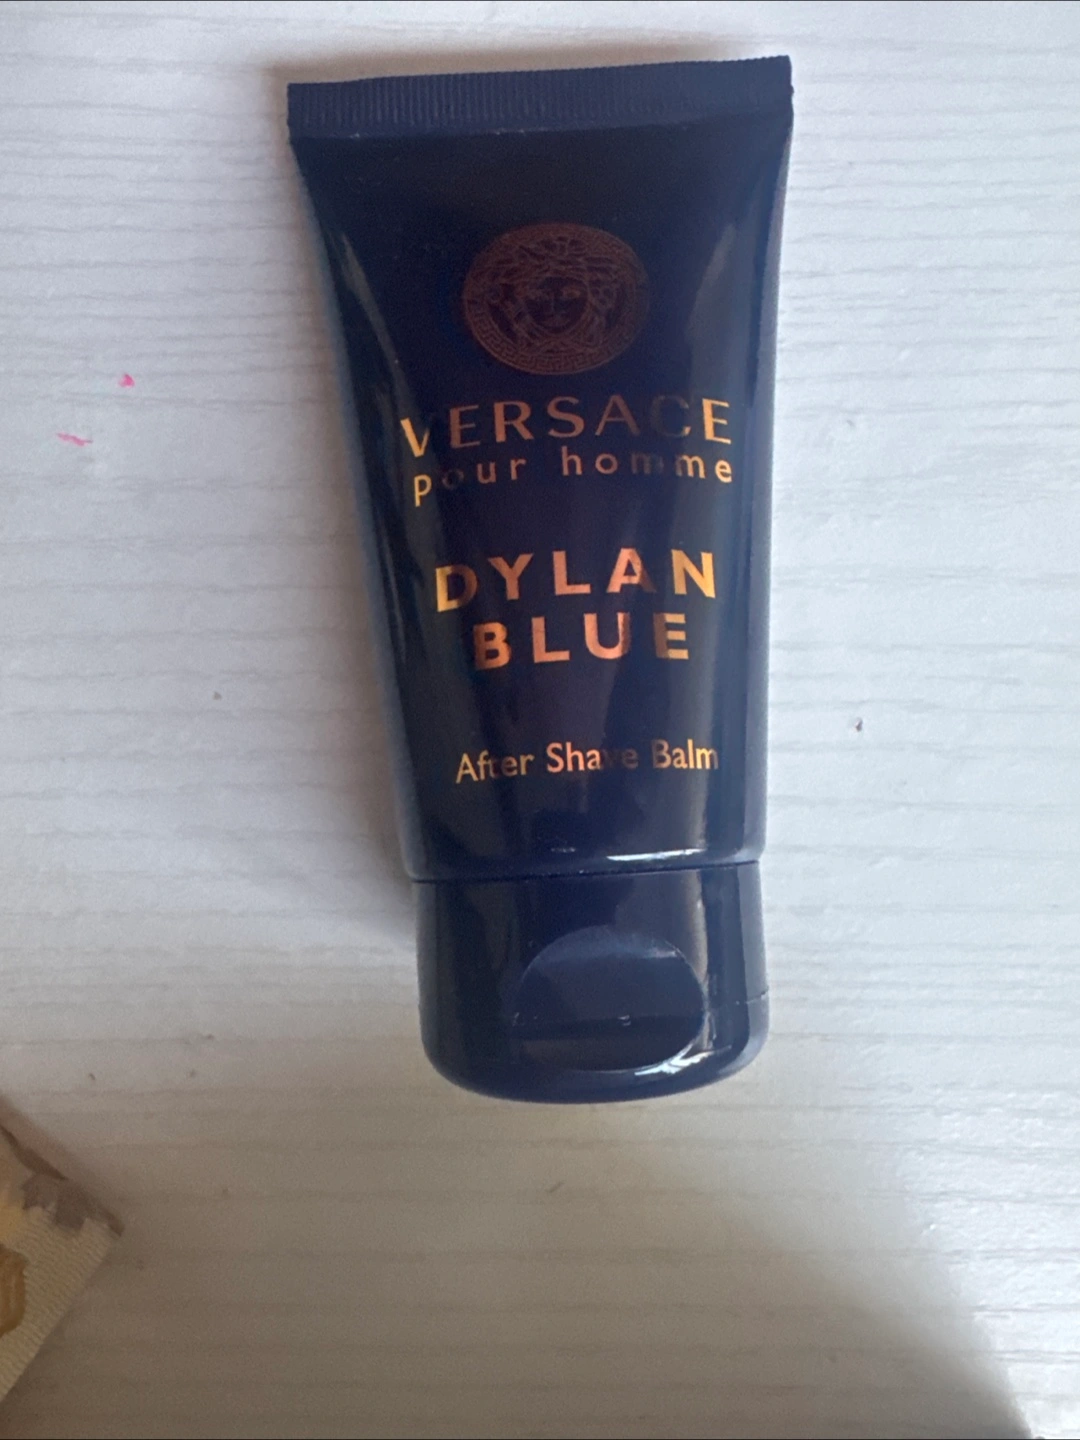 VERSACE
pour homme
DYLAN
BLUE
After Shave Balm